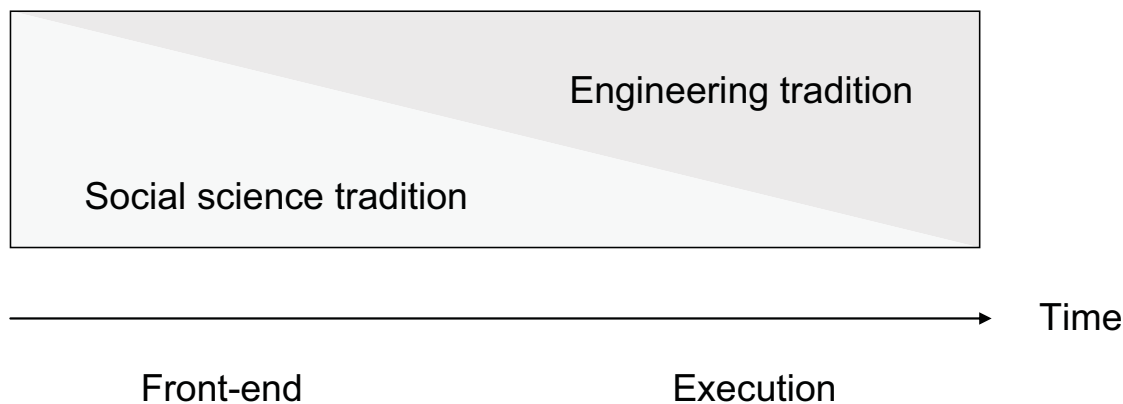 Engineering tradition
Social science tradition
Time
Front-end
Execution